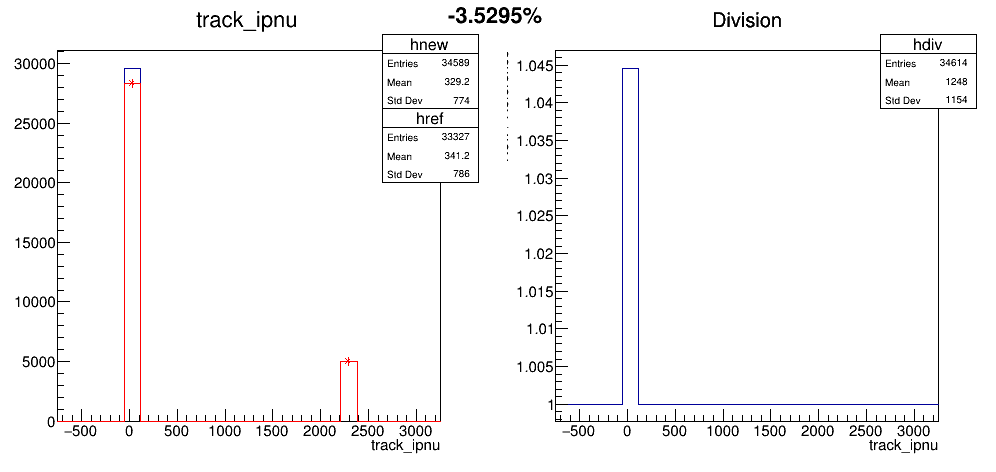 track_ipnu
-3.5295%
Division
hnew
Entries 34589
Mean 329.2
Std Dev 774
href
Entries 33327
Mean 341.2
Std Dev 786
30000
25000
20000
15000
10000
5000
0
−500 0 500 1000 1500 2000 2500 3000
track_ipnu
hdiv
Entries 34614
Mean 1248
Std Dev 1154
1.045
1.04
1.035
1.03
1.025
1.02
1.015
1.01
1.005
1
−500 0 500 1000 1500 2000 2500 3000
track_ipnu